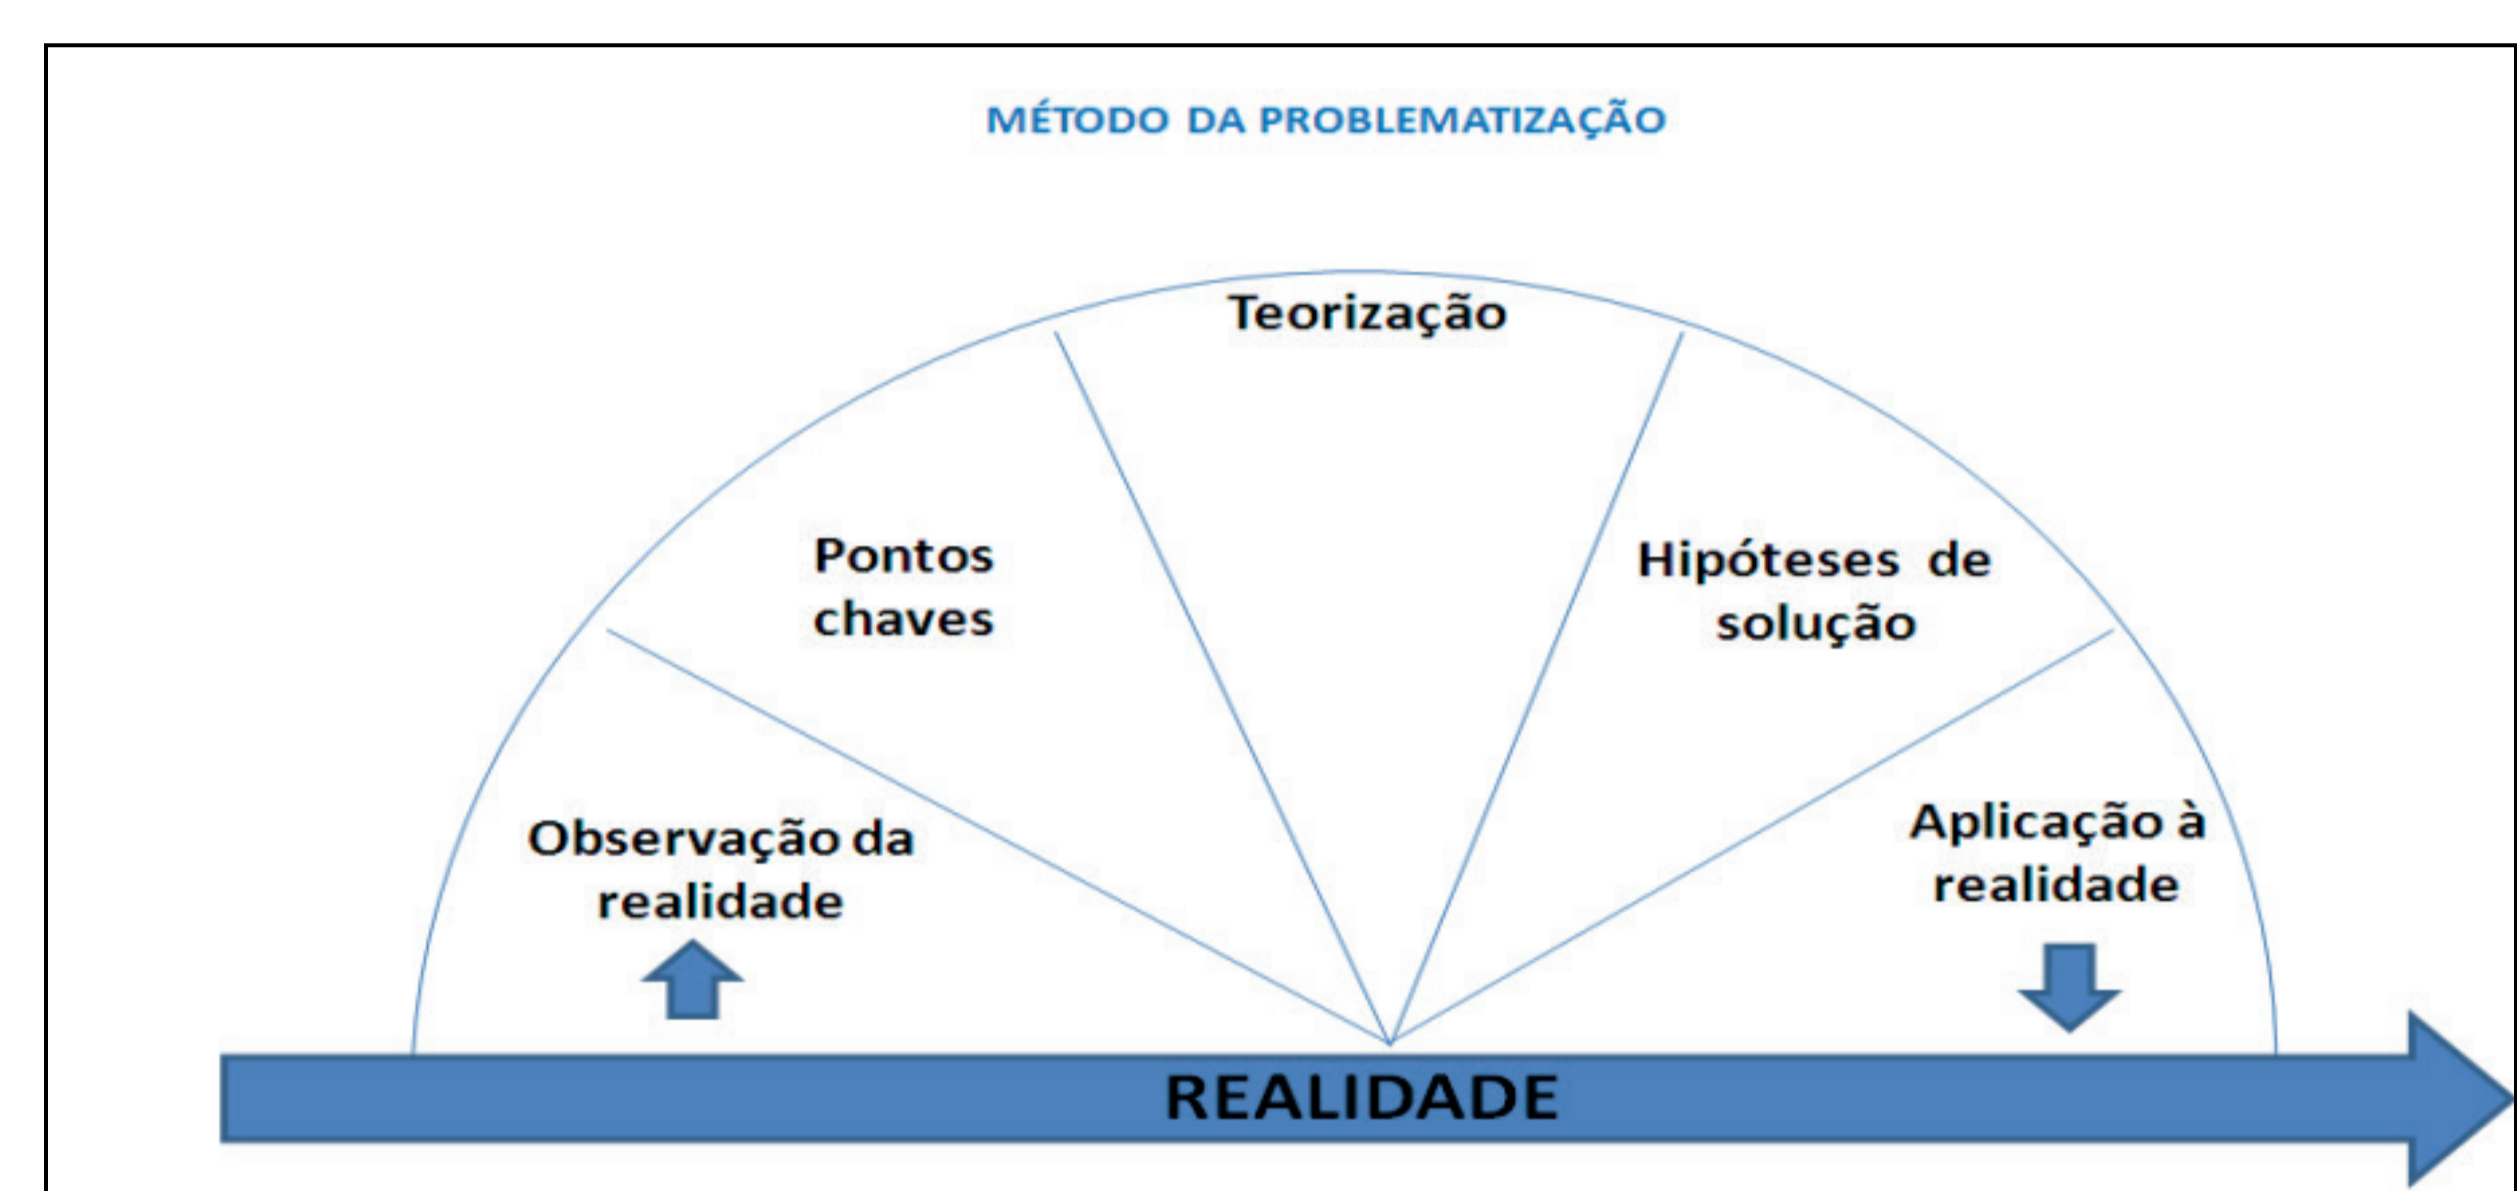 MÉTODO DA PROBLEMATIZAÇÃO
Teorização
Pontos
chaves
Hipóteses de
solução
Observação da
realidade
Aplicação à
realidade
REALIDADE